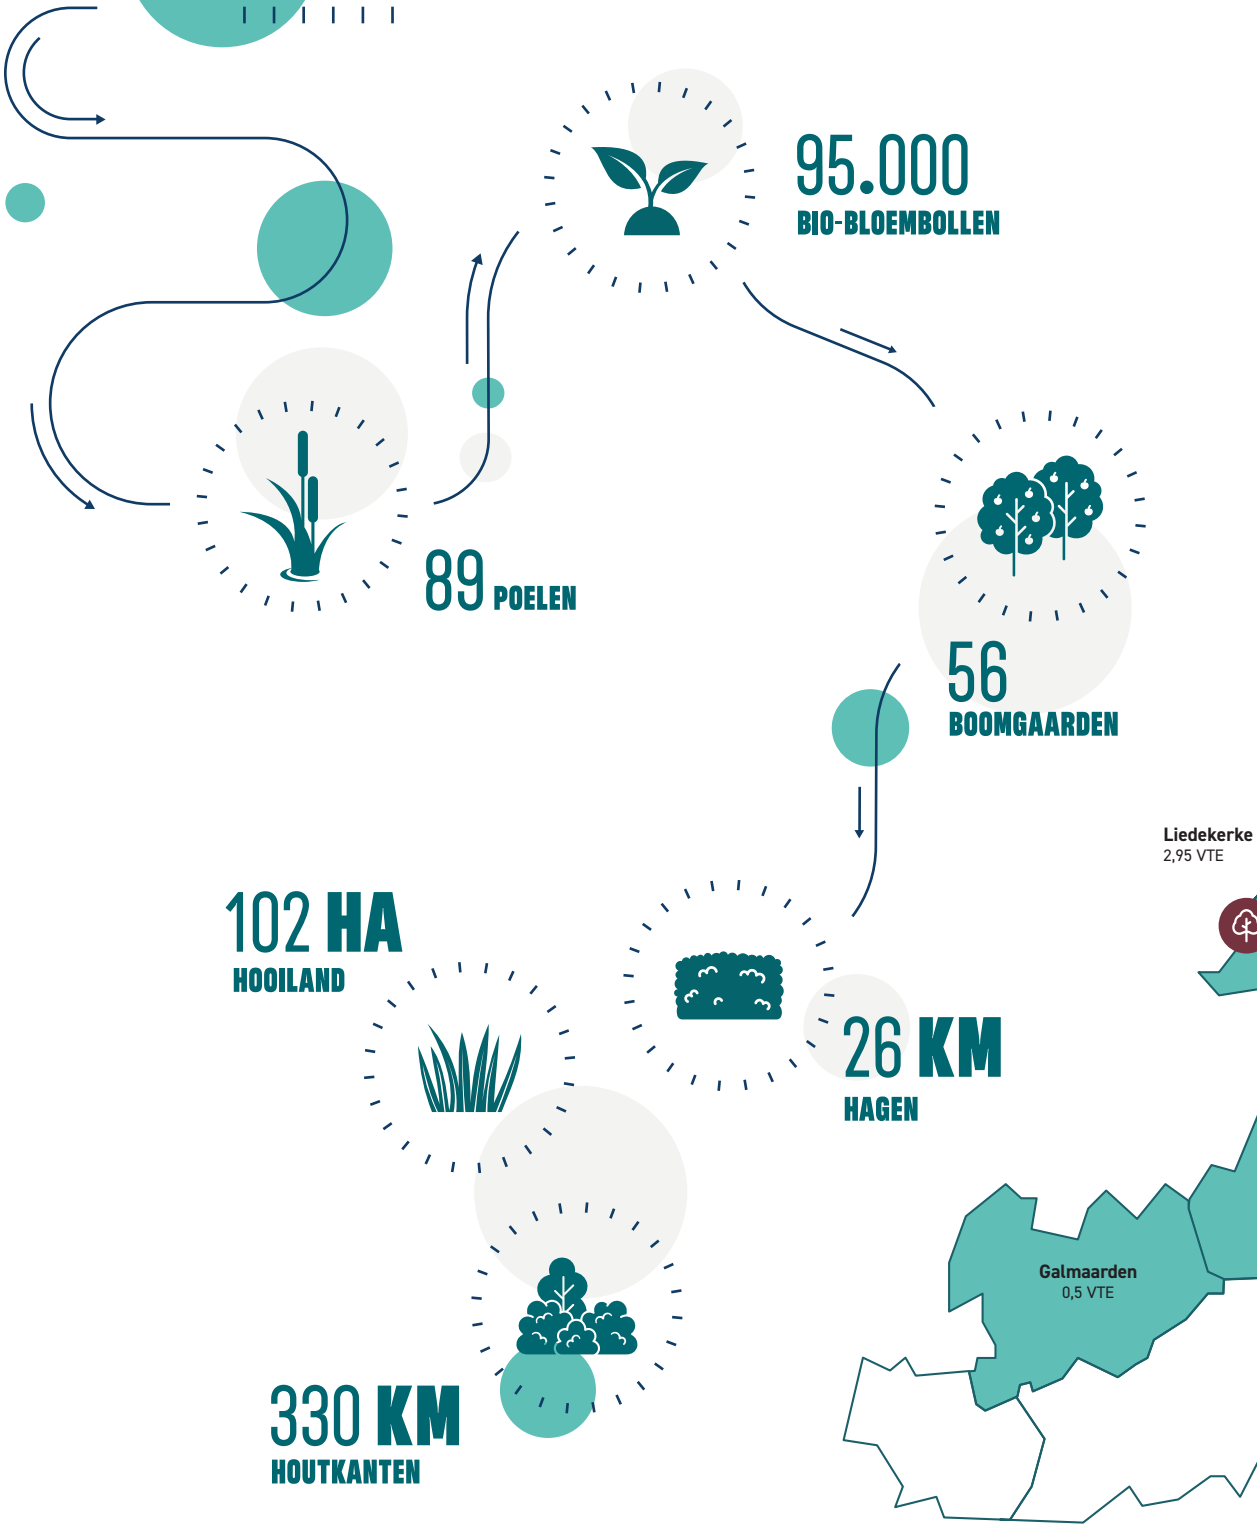 95.000
BIO-BLOEMBOLLEN
89 POELEN
56
BOOMGAARDEN
Liedekerke
2,95 VTE
102 HA
HOOILAND
26 KM
HAGEN
Galmaarden
0,5 VTE
330 KM
HOUTKANTEN